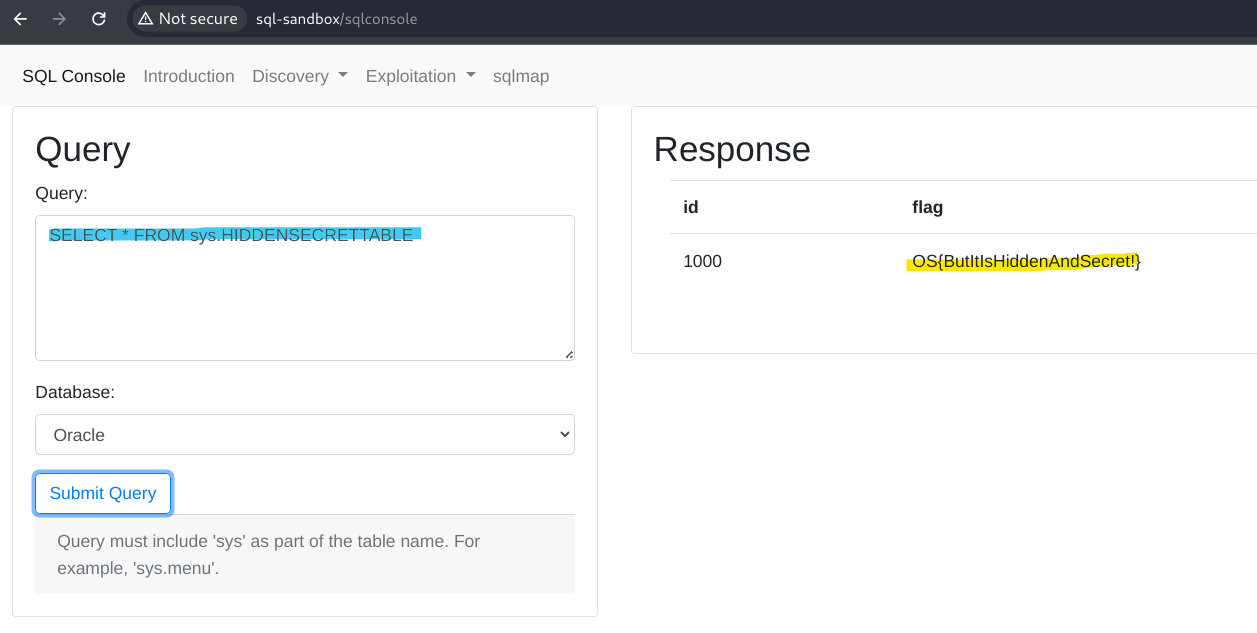 Not secure sql-sandbox/sqlconsole
SQL Console Introduction Discovery Exploitation sqlmap
Query
Query:
SELECT * FROM sys.HIDDENSECRETTABLE
Database:
Oracle
Submit Query
Query must include 'sys' as part of the table name. For
example, 'sys.menu'.
Response
id flag
1000 OS{ButItIsHiddenAndSecret!}